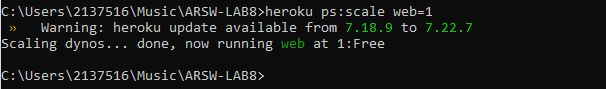 C:\Users\2137516\Music\ARSW-LAB8>heroku ps:scale web=1
» Warning: heroku update available from 7.18.9 to 7.22.7
Scaling dynos... done, now running web at 1:Free
C:\Users\2137516\Music\ARSW-LAB8>